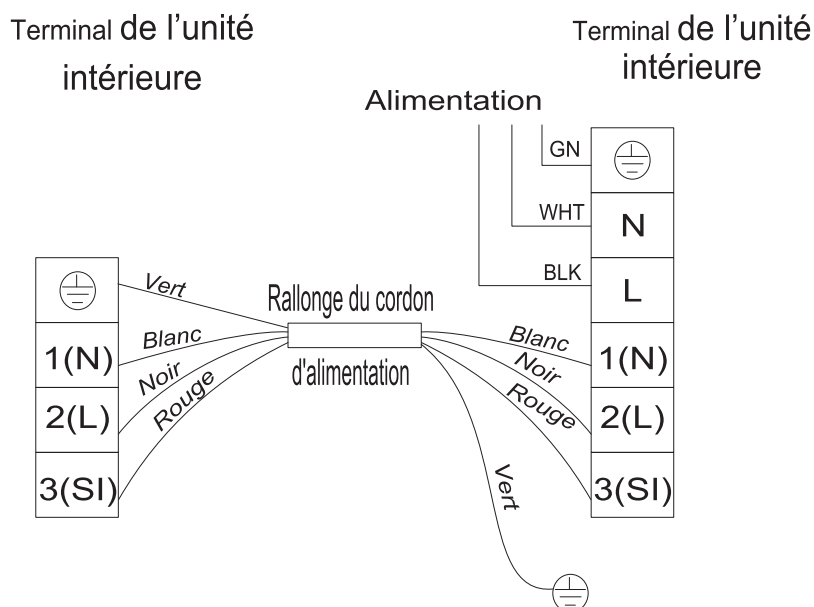 Terminal de l'unité
intérieure
Terminal de l'unité
intérieure
Alimentation
GN
WHT
N
BLK
L
Vert
Rallonge du cordon
d'alimentation
Blanc
1(N)
Noir
2(L)
Rouge
3(SI)
Blanc
1(N)
Noir
2(L)
Rouge
3(SI)
Vert